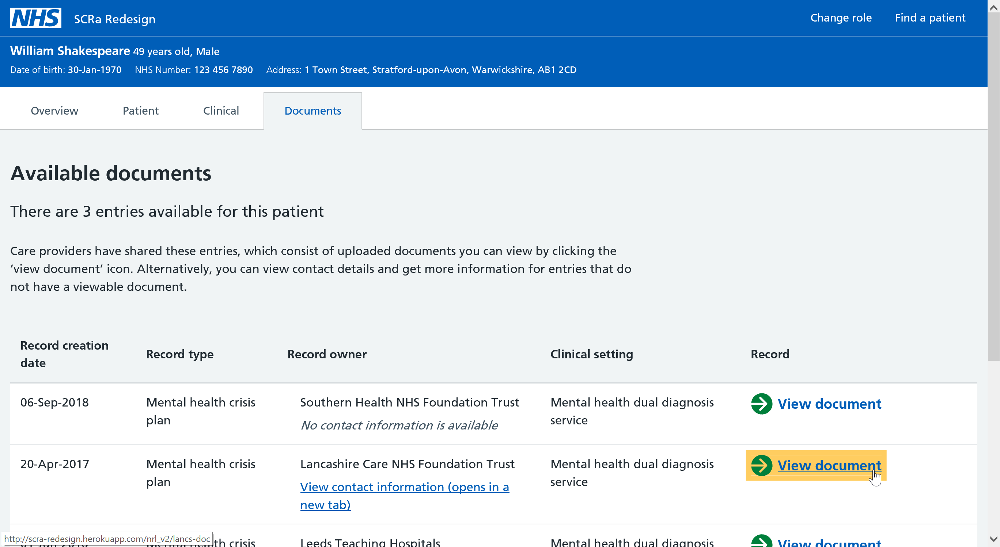 NHS SCRa Redesign
Change role Find a patient
William Shakespeare 49 years old, Male
Date of birth: 30-Jan-1970 NHS Number: 123 456 7890 Address: 1 Town Street, Stratford-upon-Avon, Warwickshire, AB1 2CD
Overview Patient Clinical Documents
Available documents
There are 3 entries available for this patient
Care providers have shared these entries, which consist of uploaded documents you can view by clicking the
‘view document’ icon. Alternatively, you can view contact details and get more information for entries that do
not have a viewable document.
Record creation
date
Record type
Record owner
Clinical setting
Record
06-Sep-2018
Mental health crisis
plan
Southern Health NHS Foundation Trust
No contact information is available
Mental health dual diagnosis
service
View document
20-Apr-2017
Mental health crisis
plan
Lancashire Care NHS Foundation Trust
View contact information (opens in a
new tab)
Mental health dual diagnosis
service
View document
http://scra-redesign.herokuapp.com/nrl_v2/lancs-doc
crisis
Leeds Teaching Hospitals
Mental health dual diagnosis
View document